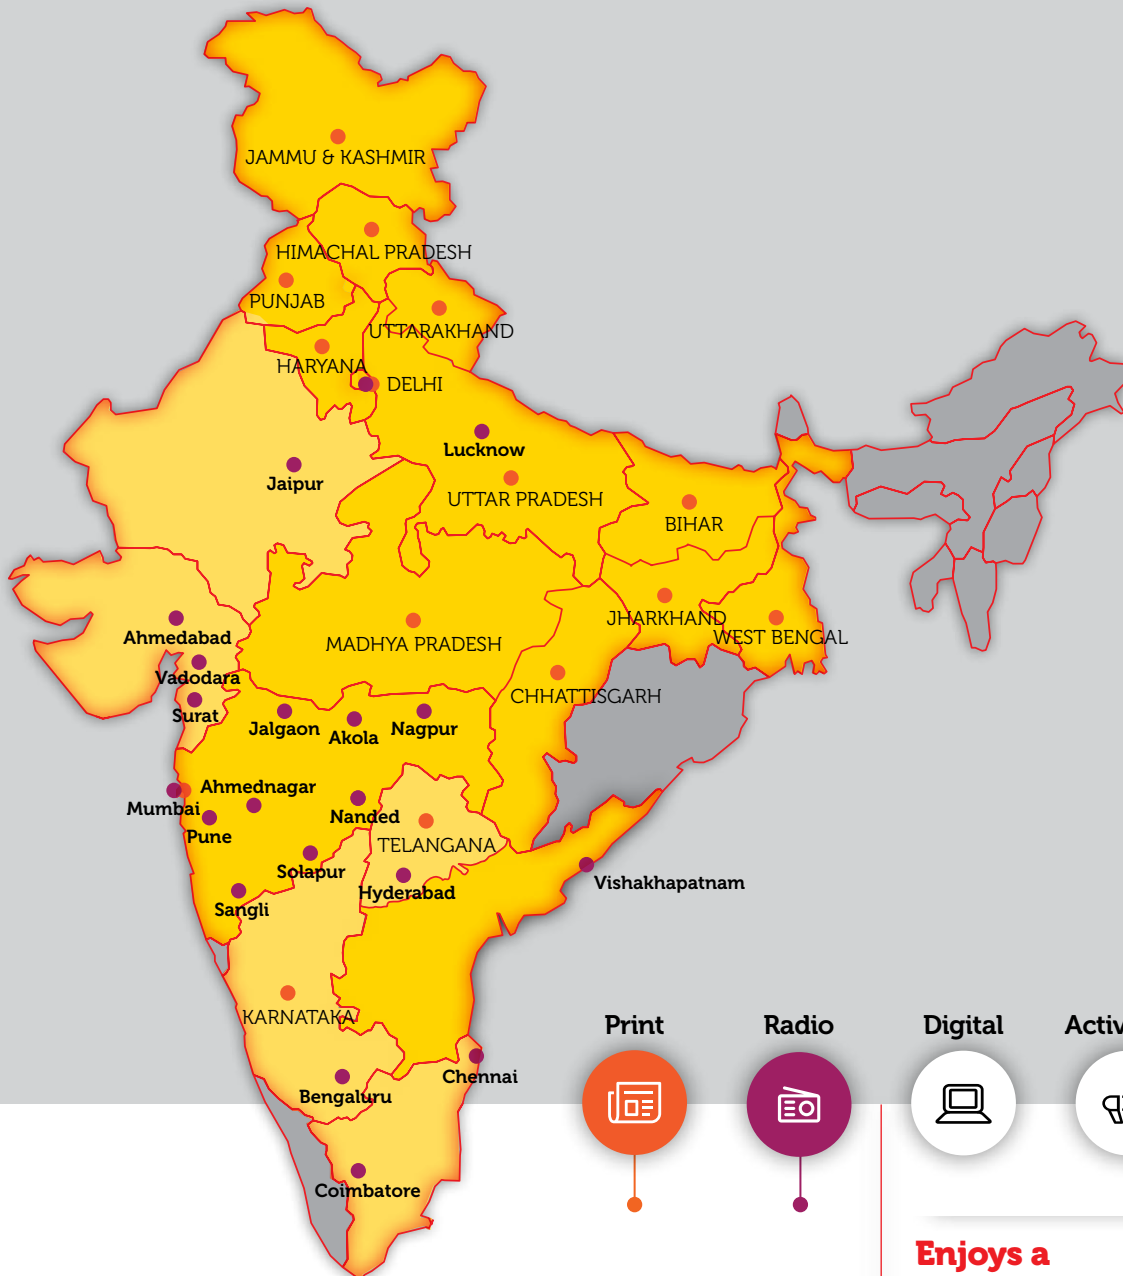 JAMMU & KASHMIR
HIMACHAL PRADESH
PUNJAB
UTTARAKHAND
HARYANA
DELHI
Lucknow
Jaipur
UTTAR PRADESH
BIHAR
JHARKHAND
Ahmedabad
WEST BENGAL
MADHYA PRADESH
Vadodara
CHHATTISGARH
Surat
Jalgaon
Akola
Nagpur
Ahmednagar
Mumbai
Nanded
Pune
TELANGANA
Solapur
Vishakhapatnam
Hyderabad
Sangli
KARNATAKA
Print
Radio
Digital
Activ
Chennai
Bengaluru
Coimbatore
Enjoys a